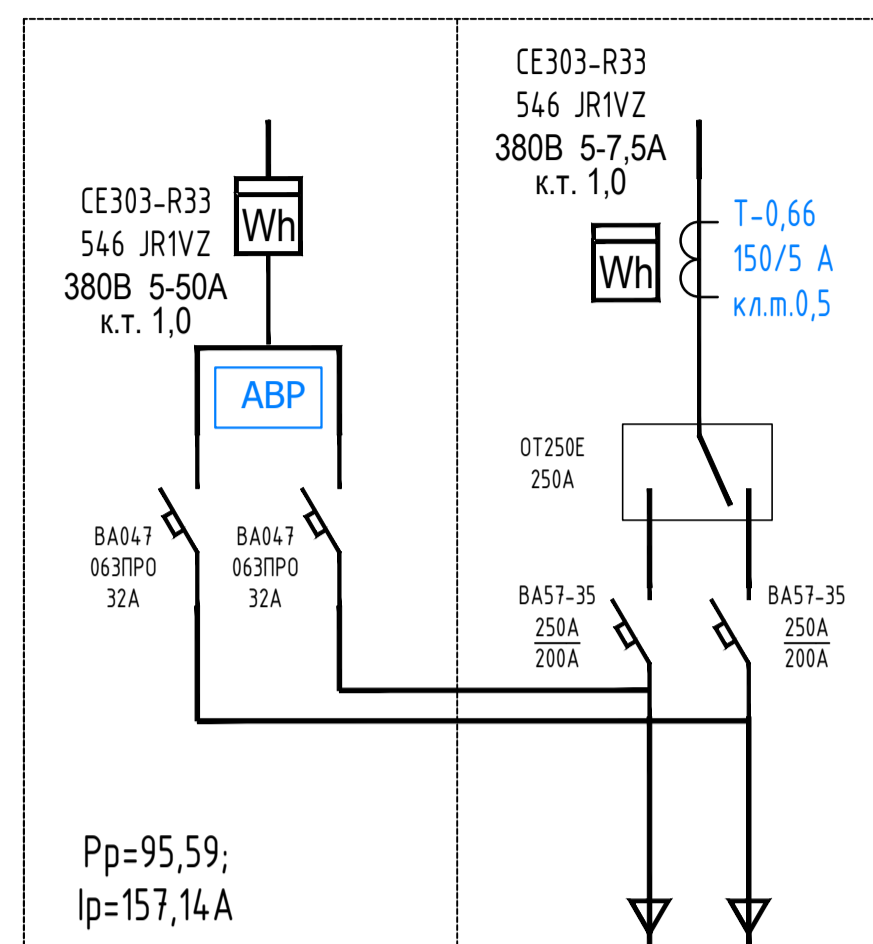 CE303-R33
546 JR1VZ
380В 5-50А
к.т. 1,0
Wh
АВР
ВА047
063ПРО
32А
ВА047
063ПРО
32А
Рр=95,59;
Iр=157,14А
CE303-R33
546 JR1VZ
380В 5-7,5А
к.т. 1,0
Wh
Т-0,66
150/5 А
кл.т.0,5
ОТ250Е
250А
ВА57-35
250А
200А
ВА57-35
250А
200А